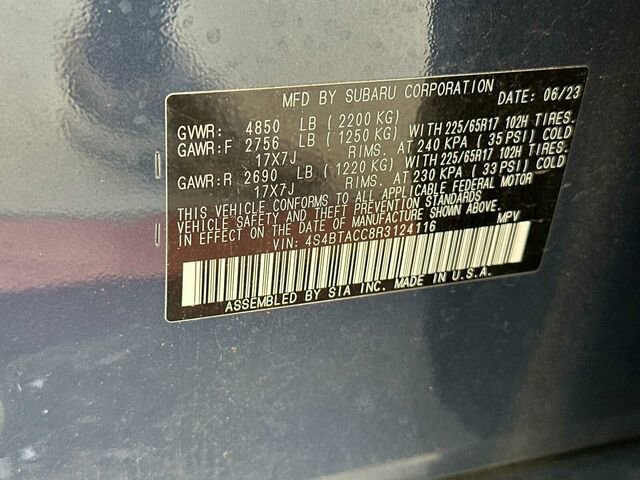 MFD BY SUBARU CORPORATION DATE: 06/23
GVWR: 4850 LB (2200 KG)
GAWR:F 2756 LB (1250 KG) WITH 225/65R17 102H TIRES.
17X7J RIMS. AT 240 KPA (35 PSI) COLD
GAWR:R 2690 LB (1220 KG) WITH 225/65R17 102H TIRES.
17X7J RIMS. AT 230 KPA (33 PSI) COLD
THIS VEHICLE CONFORMS TO ALL APPLICABLE FEDERAL MOTOR
VEHICLE SAFETY AND THEFT PREVENTION STANDARDS IN EFFECT
ON THE DATE OF MANUFACTURE SHOWN ABOVE.
VIN: 4S4BTACC8R3124116 MPV
ASSEMBLED BY SIA INC. MADE IN U.S.A.